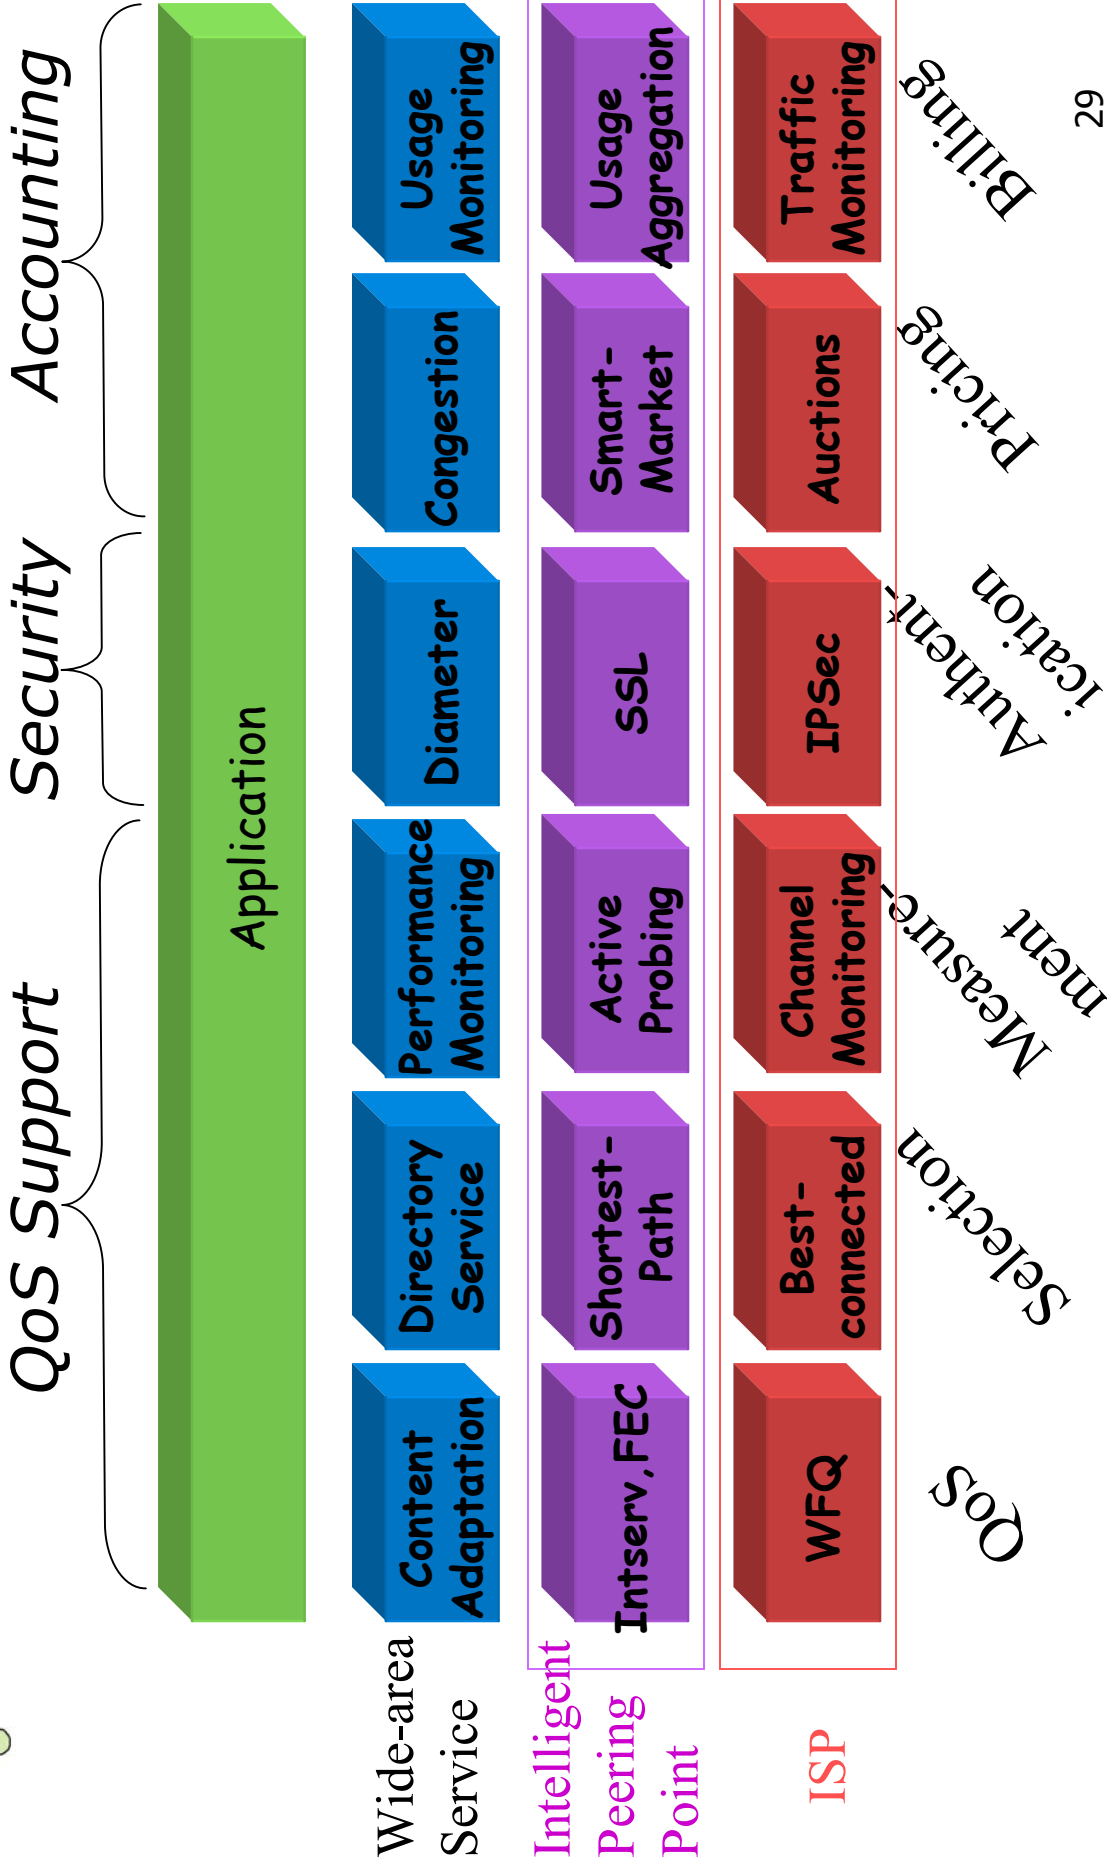 QoS Support
Security
Accounting
Application
Wide-area
Service
Content
Adaptation
Directory
Service
Performance
Monitoring
Diameter
Congestion
Usage
Monitoring
Intelligent
Peering
Point
Intserv,FEC
Shortest-
Path
Active
Probing
SSL
Smart-
Market
Usage
Aggregation
ISP
WFQ
Best-
connected
Channel
Monitoring
IPSec
Auctions
Traffic
Monitoring
QoS
Selection
Measure-
ment
Authent-
ication
Pricing
Billing
29